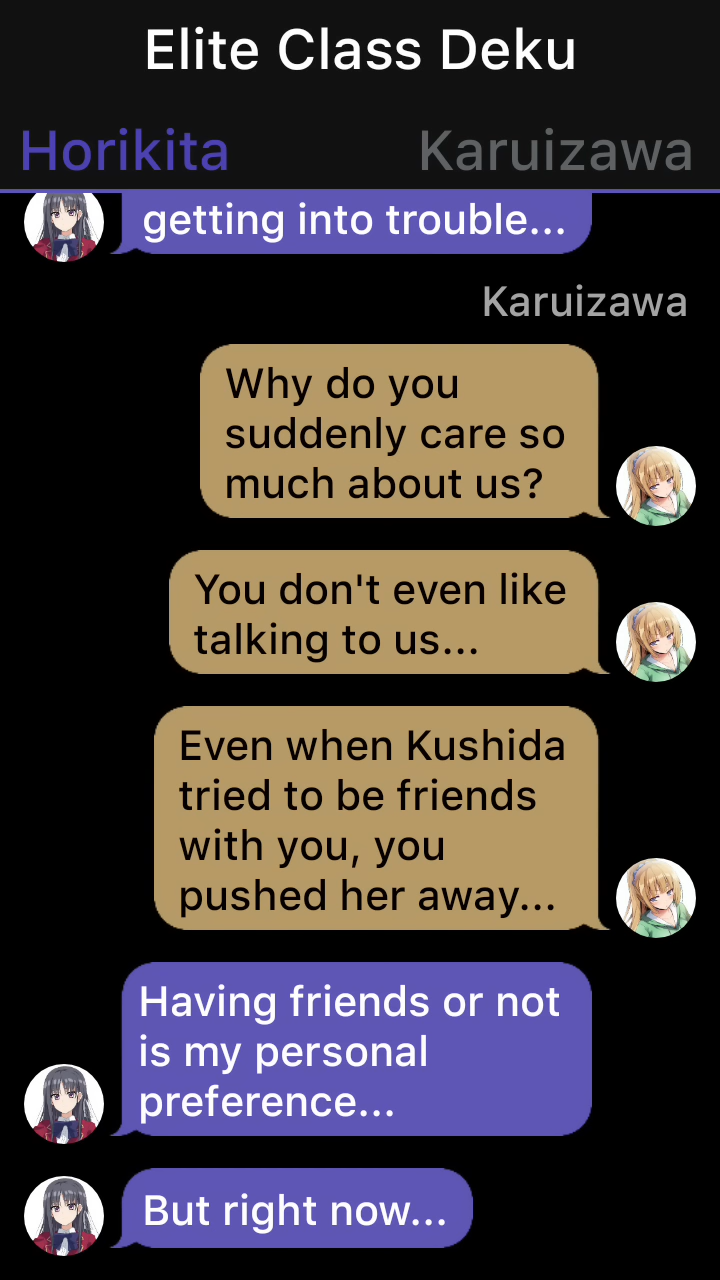 Elite Class Deku
Horikita
Karuizawa
getting into trouble...
Karuizawa
Why do you
suddenly care so
much about us?
You don't even like
talking to us...
Even when Kushida
tried to be friends
with you, you
pushed her away...
Having friends or not
is my personal
preference...
But right now...